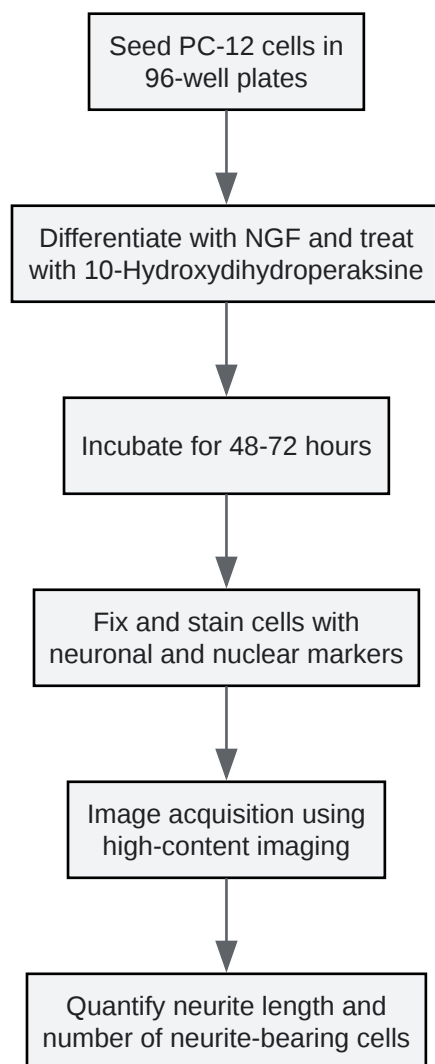 Seed PC-12 cells in
96-well plates
Differentiate with NGF and treat
with 10-Hydroxydihydroperaksine
Incubate for 48-72 hours
Fix and stain cells with
neuronal and nuclear markers
Image acquisition using
high-content imaging
Quantify neurite length and
number of neurite-bearing cells